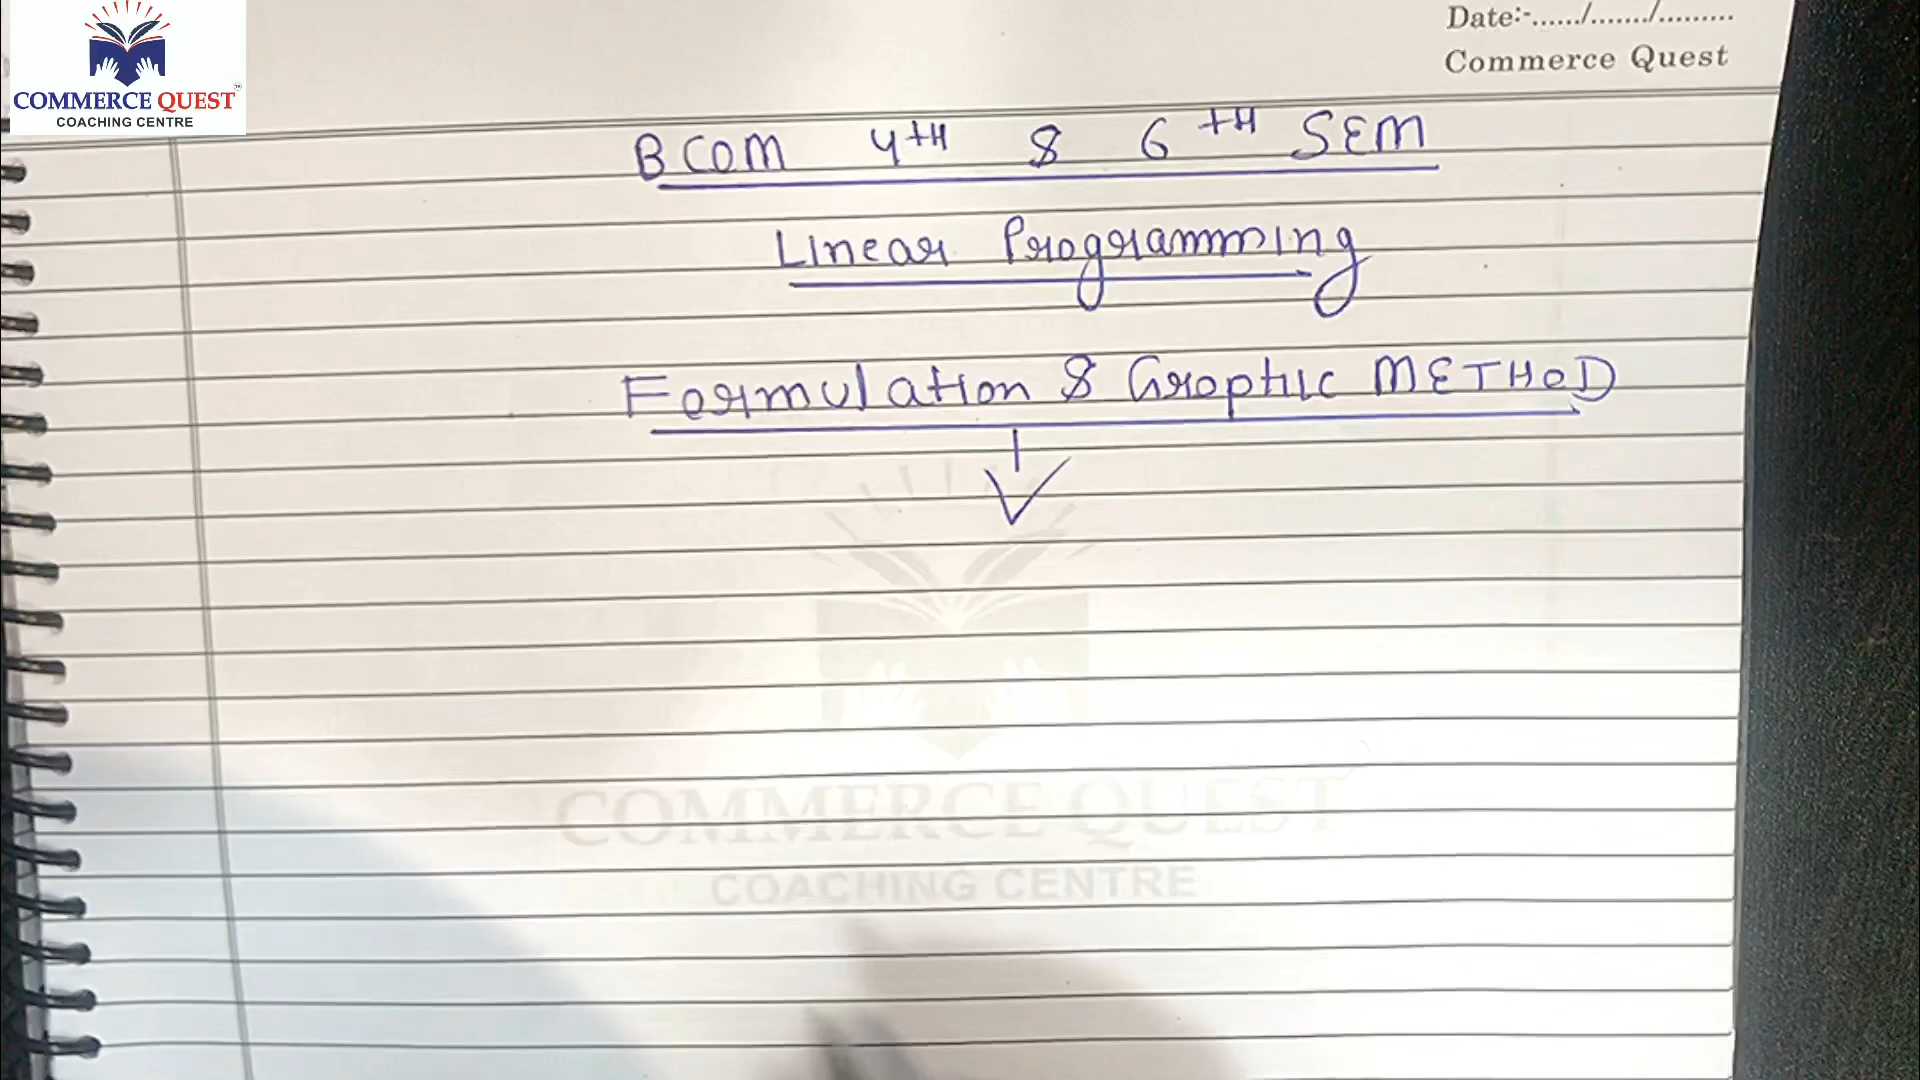 COMMERCE QUEST
COACHING CENTRE
Date:-....../......./.........
Commerce Quest
BCOM 4TH & 6TH SEM
Linear Programming
Formulation & Graphic METHOD
COMMERCE QUEST
COACHING CENTRE